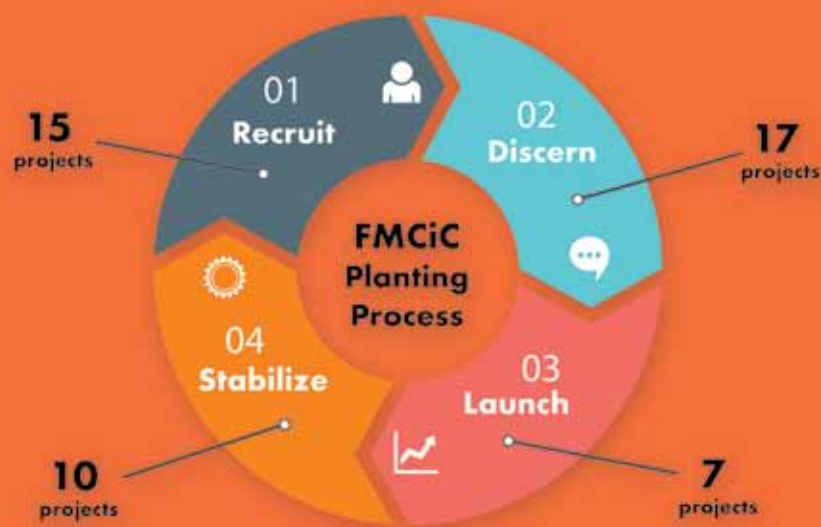 15
projects
01
Recruit
02
Discern
17
projects
FMCiC
Planting
Process
04
Stabilize
03
Launch
10
projects
7
projects